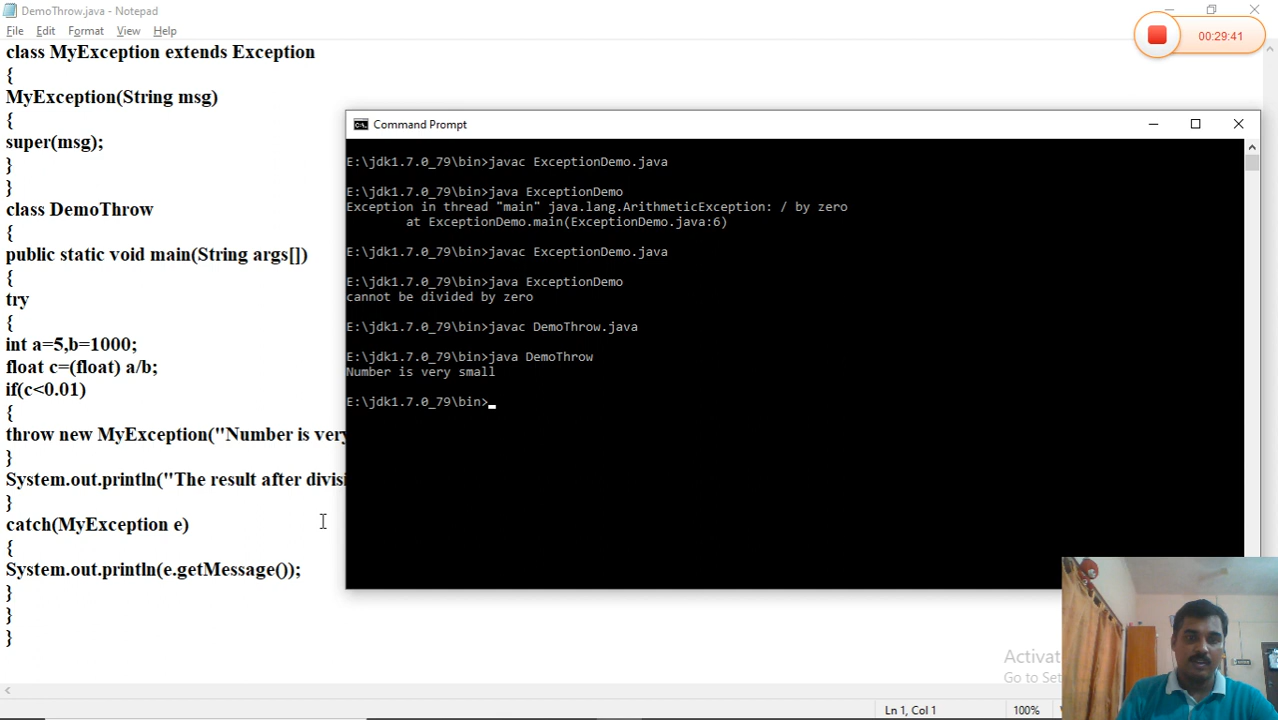 DemoThrow.java - Notepad
File Edit Format View Help
00:29:41
class MyException extends Exception
{
MyException(String msg)
{
super(msg);
}
}
class DemoThrow
{
public static void main(String args[])
{
try
{
int a=5,b=1000;
float c=(float) a/b;
if(c<0.01)
{
throw new MyException("Number is very
}
System.out.println("The result after divisi
}
catch(MyException e)
{
System.out.println(e.getMessage());
}
}
}
Command Prompt
E:\jdk1.7.0_79\bin>javac ExceptionDemo.java
E:\jdk1.7.0_79\bin>java ExceptionDemo
Exception in thread "main" java.lang.ArithmeticException: / by zero
at ExceptionDemo.main(ExceptionDemo.java:6)
E:\jdk1.7.0_79\bin>javac ExceptionDemo.java
E:\jdk1.7.0_79\bin>java ExceptionDemo
cannot be divided by zero
E:\jdk1.7.0_79\bin>javac DemoThrow.java
E:\jdk1.7.0_79\bin>java DemoThrow
Number is very small
E:\jdk1.7.0_79\bin>
Activat
Go to Set
Ln 1, Col 1
100%